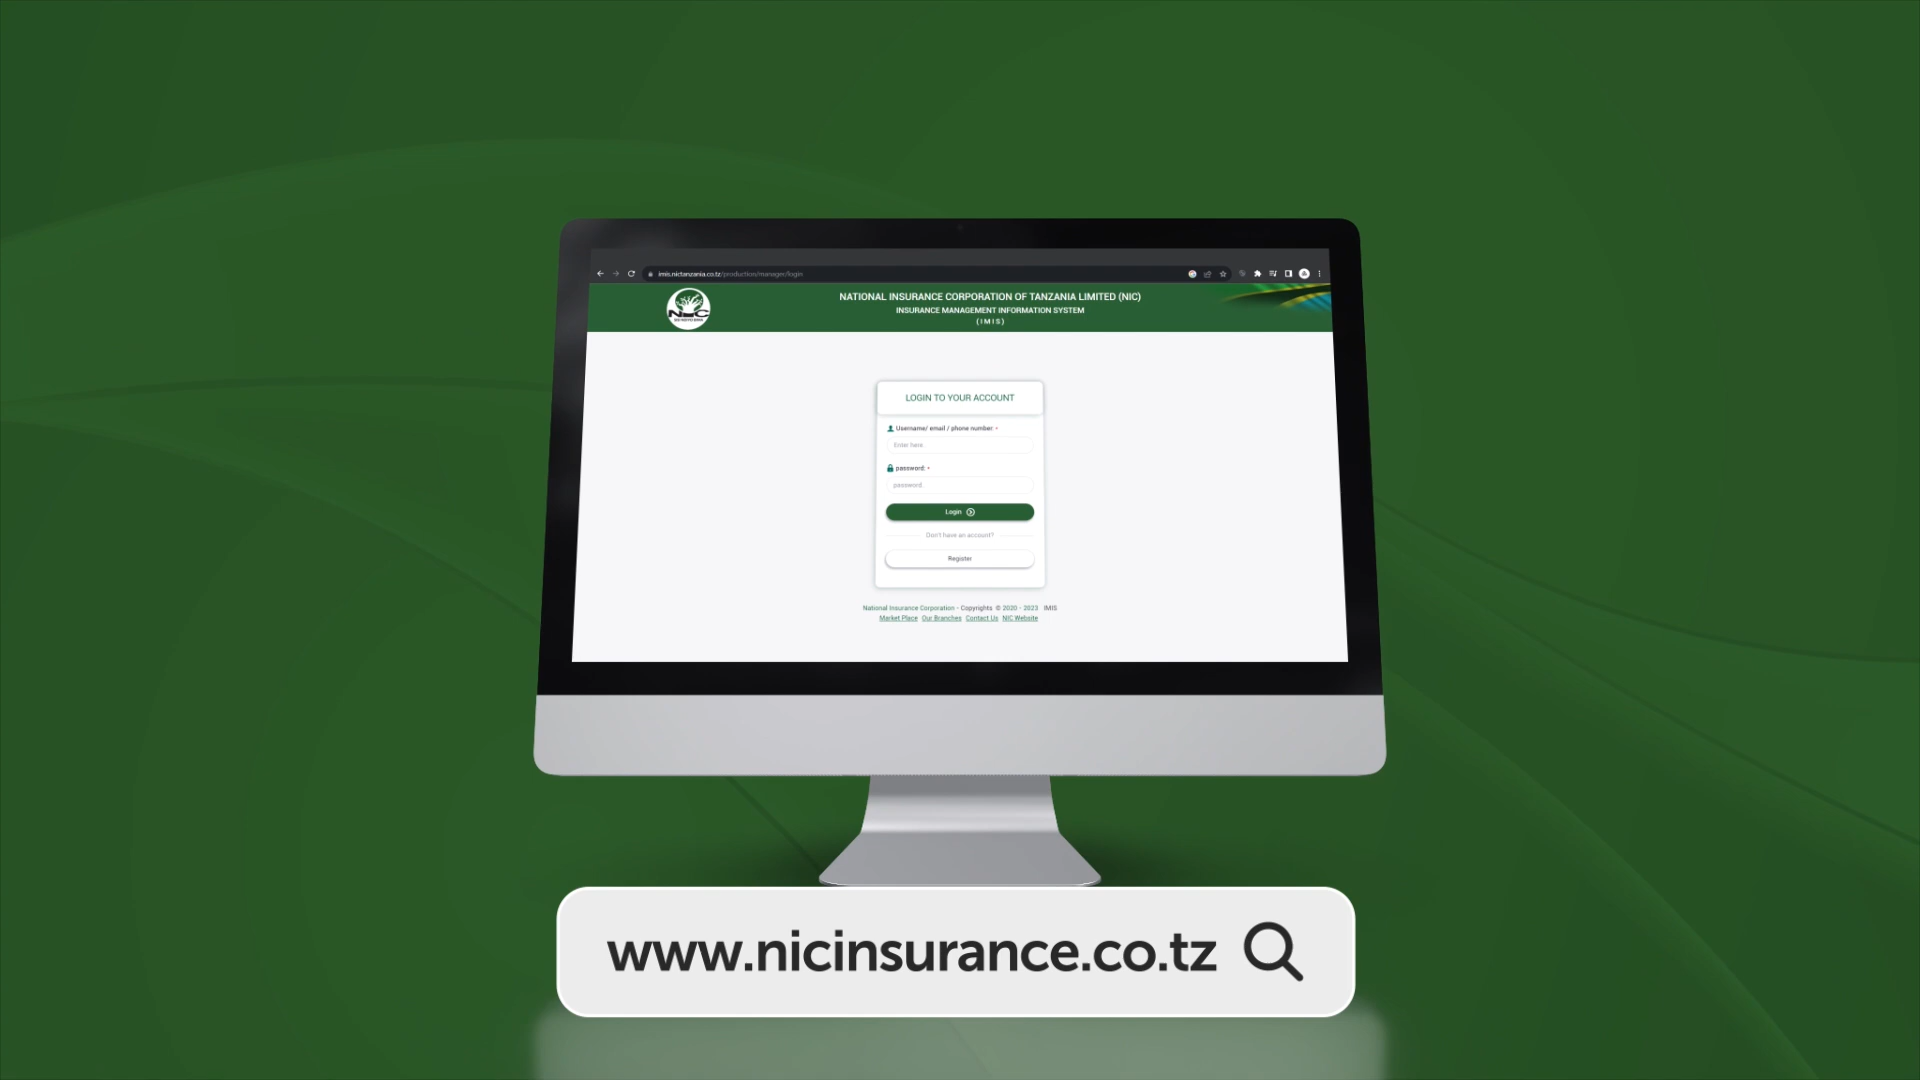 imis.nictanzania.co.tz/production/manager/login
NIC
NATIONAL INSURANCE CORPORATION OF TANZANIA LIMITED (NIC)
INSURANCE MANAGEMENT INFORMATION SYSTEM
(IMIS)
LOGIN TO YOUR ACCOUNT
Username/ email / phone number: *
Enter here
password: *
password
Login
Don't have an account?
Register
National Insurance Corporation - Copyrights © 2020 - 2023 IMIS
Market Place Our Branches Contact Us NIC Website
www.nicinsurance.co.tz